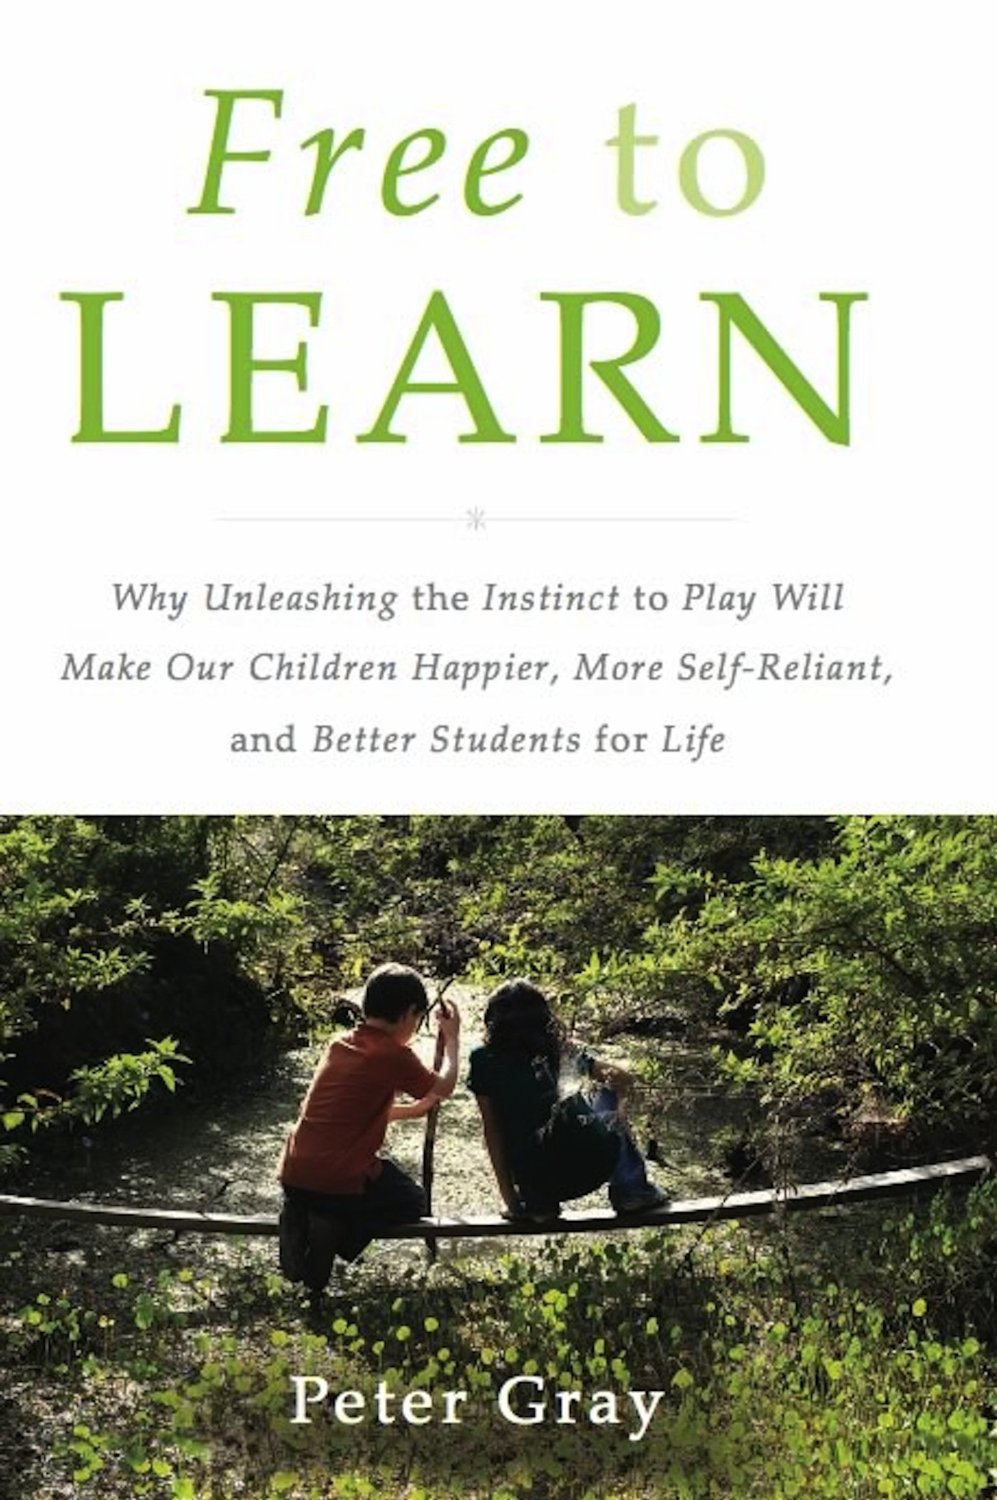 Free to
LEARN
Why Unleashing the Instinct to Play Will
Make Our Children Happier, More Self-Reliant,
and Better Students for Life
Peter Gray